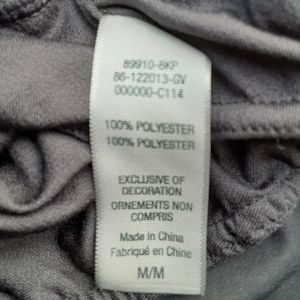 89910-6KP
86-122013-GV
000000-C114
100% POLYESTER
100% POLYESTER
EXCLUSIVE OF
DECORATION
ORNEMENTS NON
COMPRIS
Made in China
Fabriqué en Chine
M/M